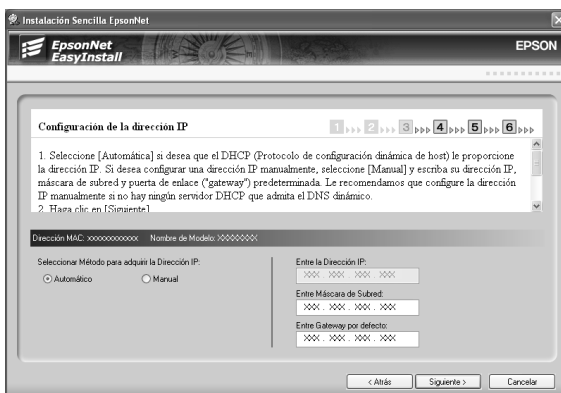 Instalación Sencilla EpsonNet
EpsonNet
EasyInstall
EPSON
Configuración de la dirección IP
1 2 3 4 5 6
1. Seleccione [Automática] si desea que el DHCP (Protocolo de configuración dinámica de host) le proporcione
la dirección IP. Si desea configurar una dirección IP manualmente, seleccione [Manual] y escriba su dirección IP,
máscara de subred y puerta de enlace ("gateway") predeterminada. Le recomendamos que configure la dirección
IP manualmente si no hay ningún servidor DHCP que admita el DNS dinámico.
2. Haga clic en [Siguiente]
Dirección MAC: xxxxxxxxxxxx Nombre de Modelo: XXXXXXX
Seleccionar Método para adquirir la Dirección IP:
Automático
Manual
Entre la Dirección IP:
XXX . XXX . XXX . XXX
Entre Máscara de Subred:
XXX . XXX . XXX . XXX
Entre Gateway por defecto:
XXX . XXX . XXX . XXX
< Atrás
Siguiente >
Cancelar